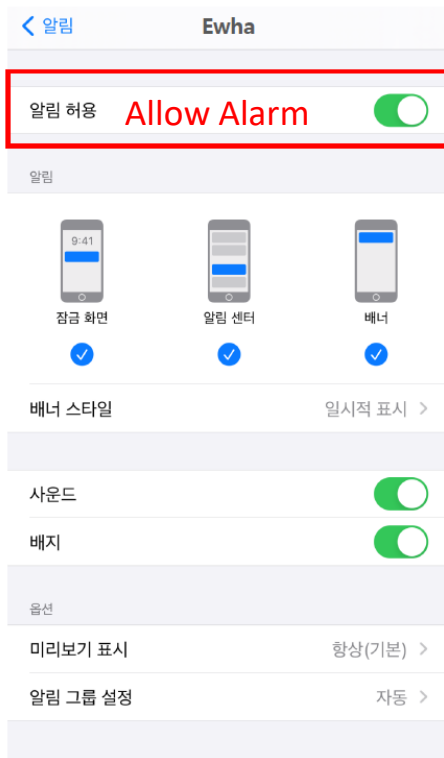 알림 Ewha
알림 허용 Allow Alarm
알림
9:41
잠금 화면 알림 센터 배너
배너 스타일 일시적 표시
사운드
배지
옵션
미리보기 표시 항상(기본)
알림 그룹 설정 자동